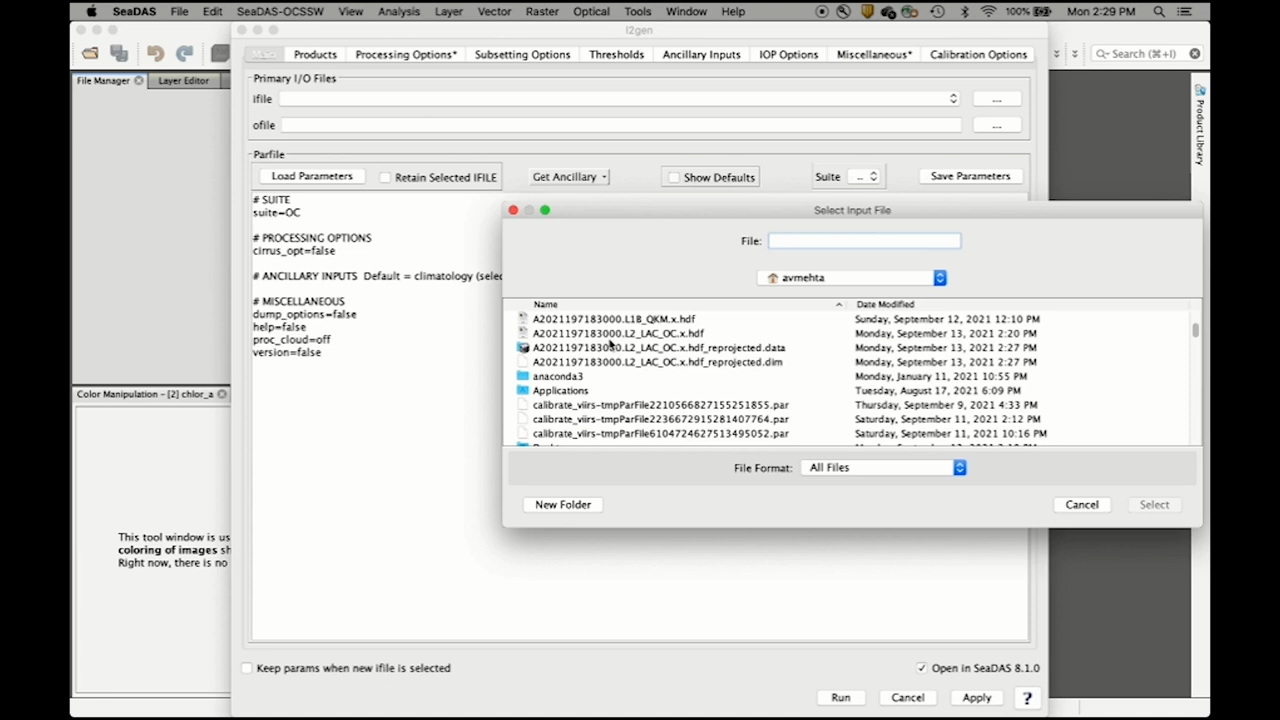 SeaDAS File Edit SeaDAS-OCSSW View Analysis Layer Vector Raster Optical Tools Window Help 100% Mon 2:29 PM
l2gen
Main Products Processing Options* Subsetting Options Thresholds Ancillary Inputs IOP Options Miscellaneous* Calibration Options
Search (⌘+I)
File Manager Layer Editor
Primary I/O Files
ifile ...
ofile ...
Product Library
Parfile
Load Parameters Retain Selected IFILE Get Ancillary Show Defaults Suite ... Save Parameters
# SUITE
suite=OC
# PROCESSING OPTIONS
cirrus_opt=false
# ANCILLARY INPUTS Default = climatology (selec
# MISCELLANEOUS
dump_options=false
help=false
proc_cloud=off
version=false
Select Input File
File:
avmehta
Name Date Modified
A2021197183000.L1B_QKM.x.hdf Sunday, September 12, 2021 12:10 PM
A2021197183000.L2_LAC_OC.x.hdf Monday, September 13, 2021 2:20 PM
A2021197183000.L2_LAC_OC.x.hdf_reprojected.data Monday, September 13, 2021 2:27 PM
A2021197183000.L2_LAC_OC.x.hdf_reprojected.dim Monday, September 13, 2021 2:27 PM
anaconda3 Monday, January 11, 2021 10:55 PM
Applications Tuesday, August 17, 2021 6:09 PM
calibrate_viirs-tmpParFile2210566827155251855.par Thursday, September 9, 2021 4:33 PM
calibrate_viirs-tmpParFile2236672915281407764.par Saturday, September 11, 2021 2:12 PM
calibrate_viirs-tmpParFile6104724627513495052.par Saturday, September 11, 2021 10:16 PM
File Format: All Files
New Folder Cancel Select
Color Manipulation - [2] chlor_a
This tool window is us
coloring of images sh
Right now, there is no
Keep params when new ifile is selected Open in SeaDAS 8.1.0
Run Cancel Apply ?